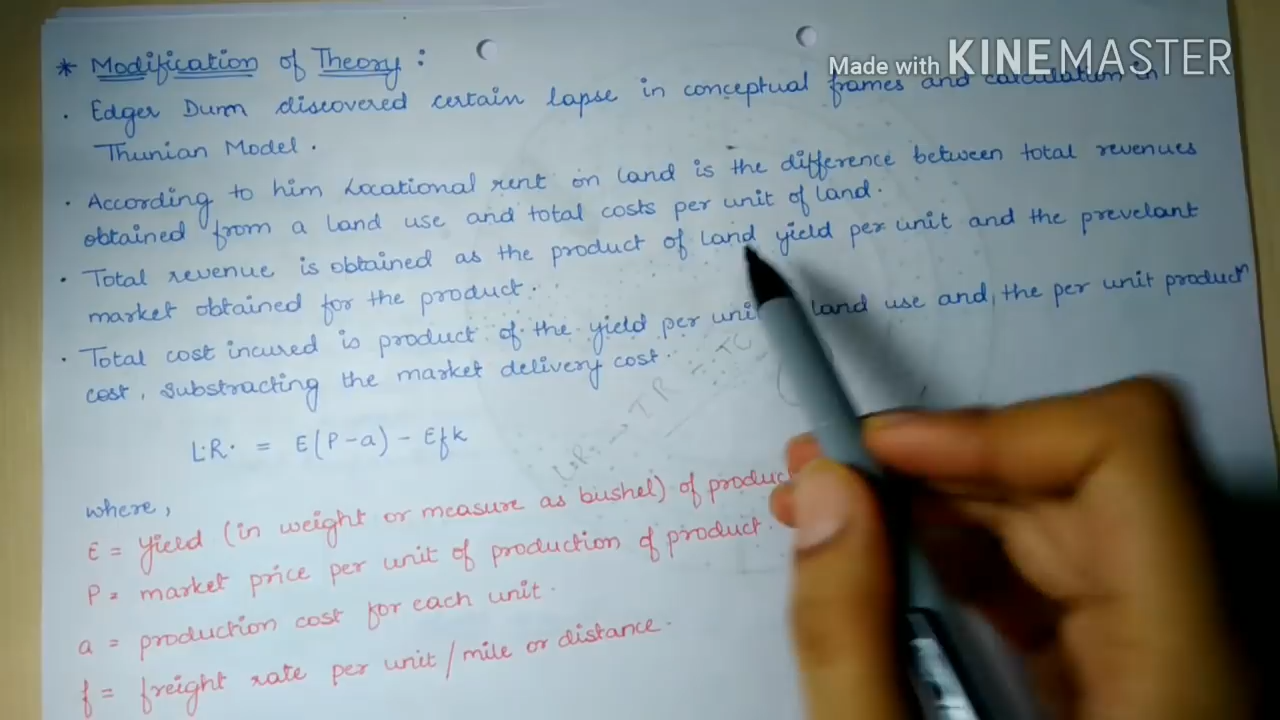 Made with KINEMASTER
* Modification of Theory :
. Edger Dunn discovered certain lapse in conceptual frames and calculation in
Thunian Model.
. According to him Locational rent on land is the difference between total revenues
obtained from a land use and total costs per unit of land.
. Total revenue is obtained as the product of land yield per unit and the prevelant
market obtained for the product.
. Total cost incured is product of the yield per unit land use and, the per unit productn
cost, substracting the market delivery cost.
L.R. = E(P-a) - Efk
where,
E = Yield (in weight or measure as bushel) of produc
P = market price per unit of production of product.
a = production cost for each unit.
f = freight rate per unit/mile or distance.
L.R. → TR - TC